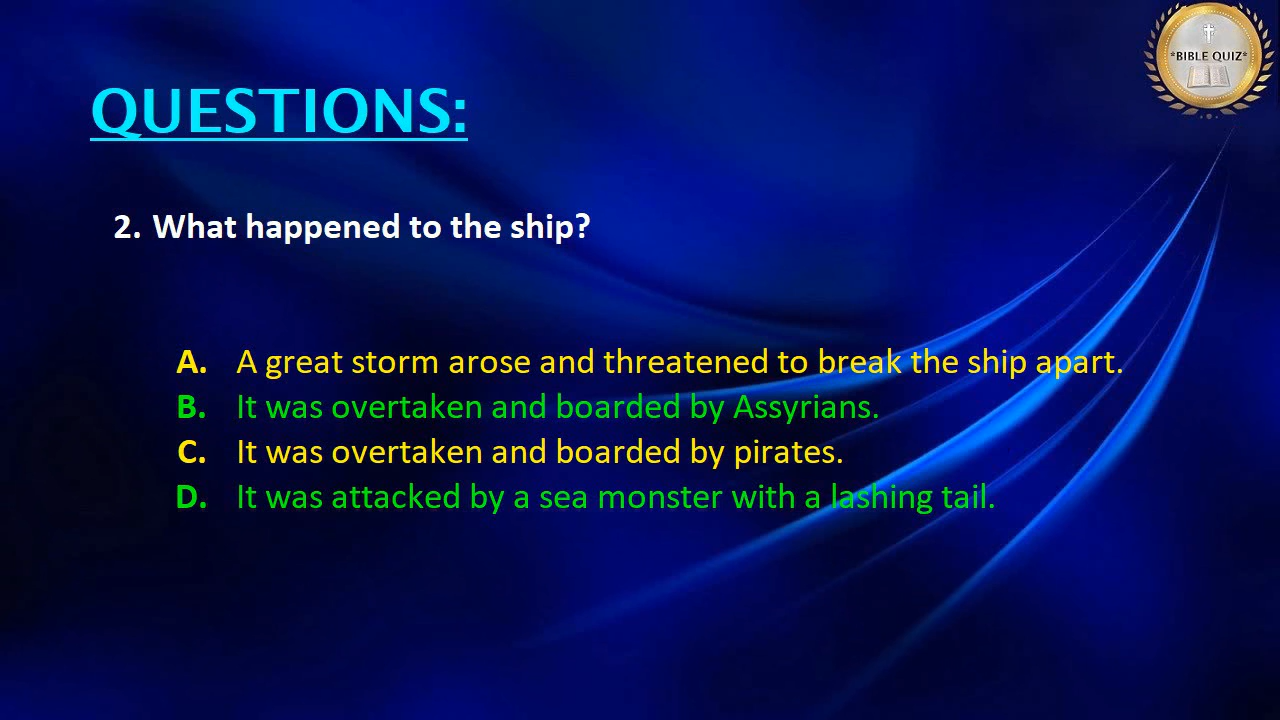 *BIBLE QUIZ*
QUESTIONS:
2. What happened to the ship?
A. A great storm arose and threatened to break the ship apart.
B. It was overtaken and boarded by Assyrians.
C. It was overtaken and boarded by pirates.
D. It was attacked by a sea monster with a lashing tail.